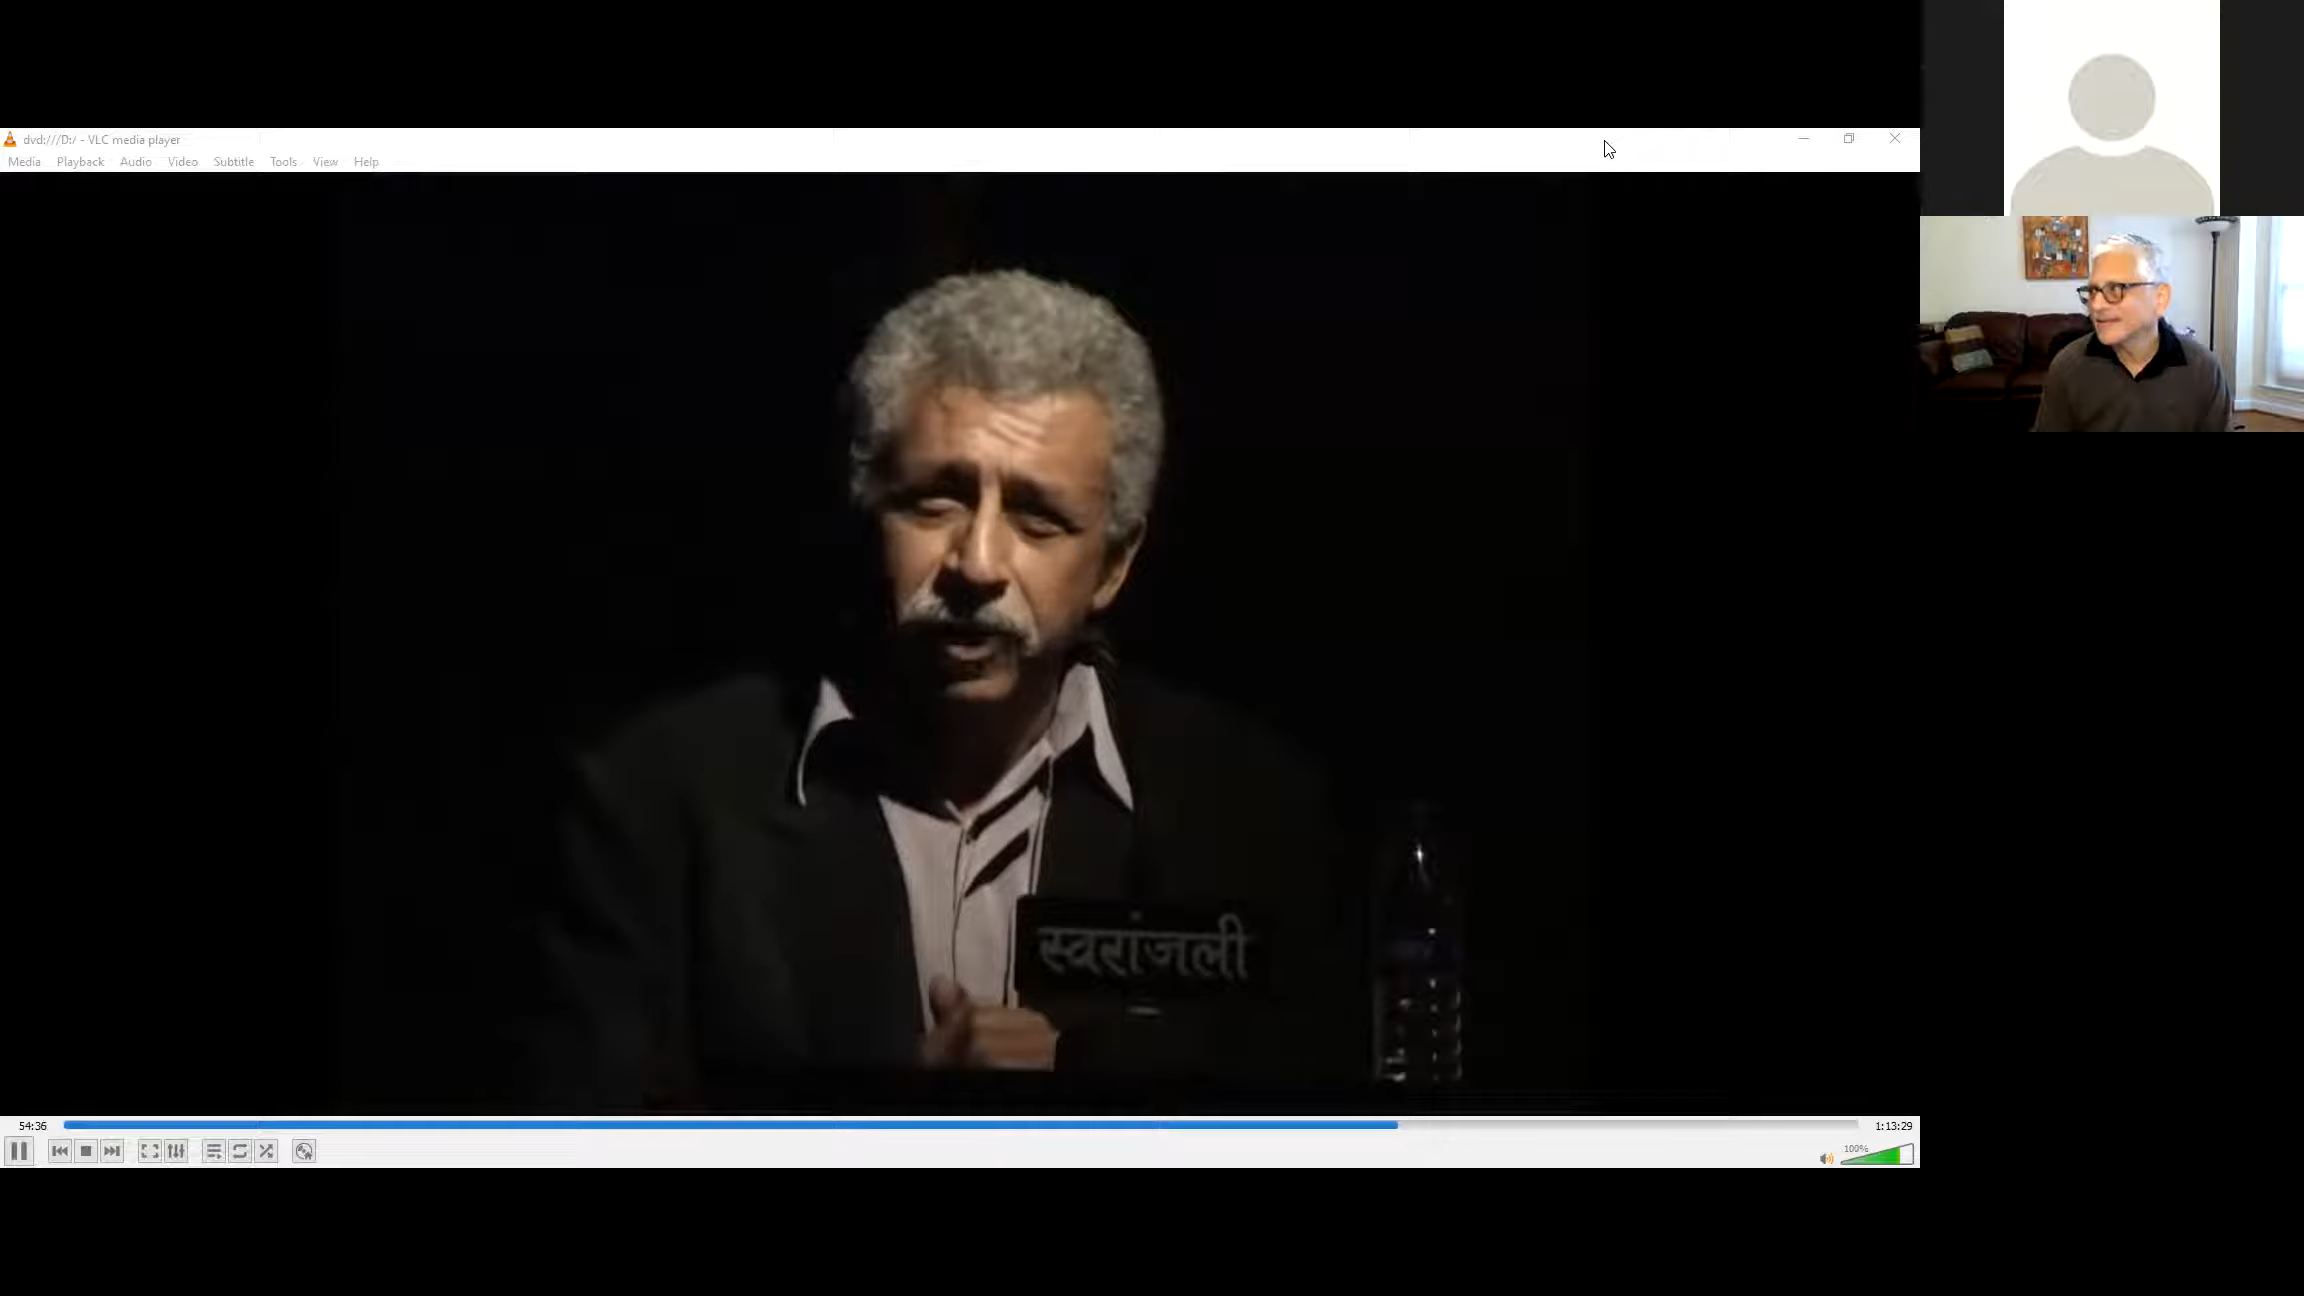 dvd:///D:/ - VLC media player
Media Playback Audio Video Subtitle Tools View Help
स्वरांजली
54:36
1:13:29
100%